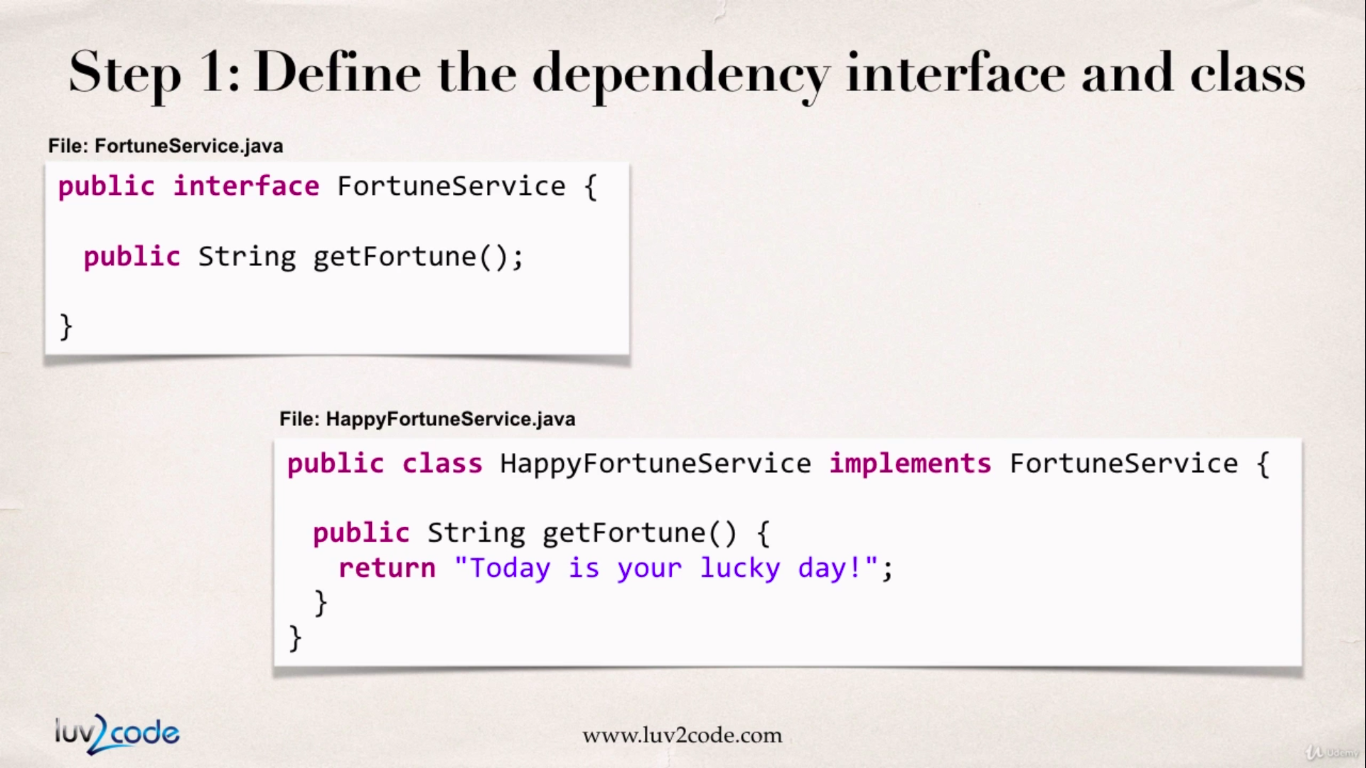 Step 1: Define the dependency interface and class
File: FortuneService.java
public interface FortuneService {
public String getFortune();
}
File: HappyFortuneService.java
public class HappyFortuneService implements FortuneService {
public String getFortune() {
return "Today is your lucky day!";
}
}
luv2code
www.luv2code.com
Udemy